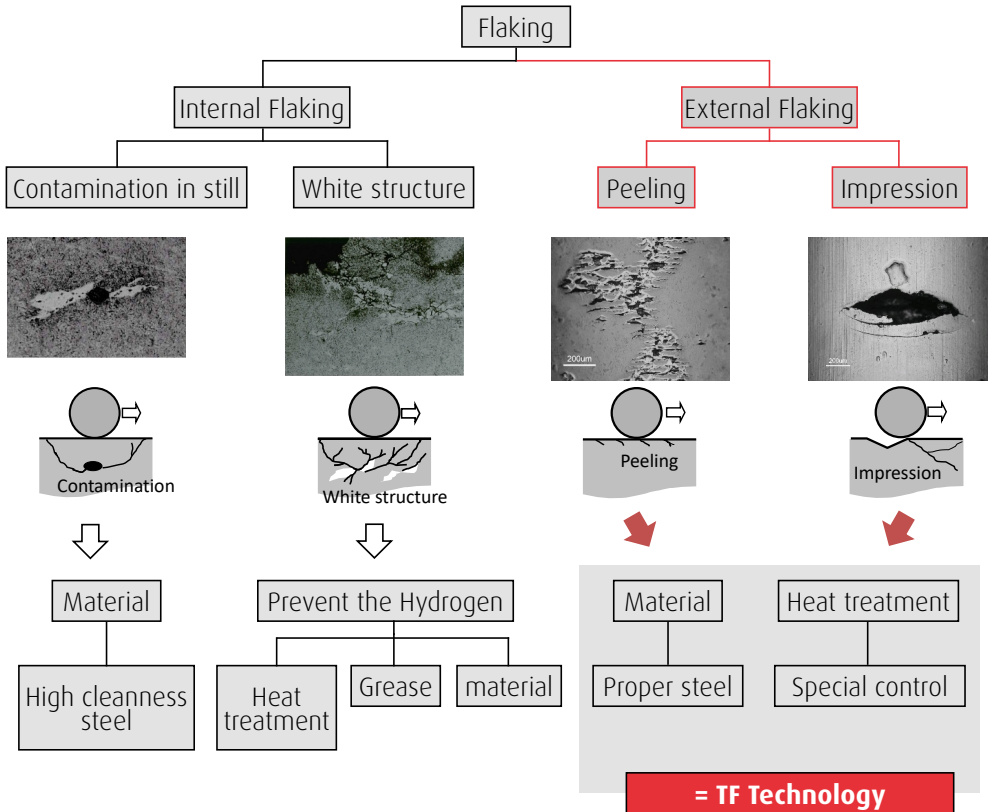 Flaking
Internal Flaking
External Flaking
Contamination in still
White structure
Peeling
Impression
200um
200um
Contamination
White structure
Peeling
Impression
Material
Prevent the Hydrogen
Material
Heat treatment
High cleanness
steel
Heat
treatment
Grease
material
Proper steel
Special control
= TF Technology